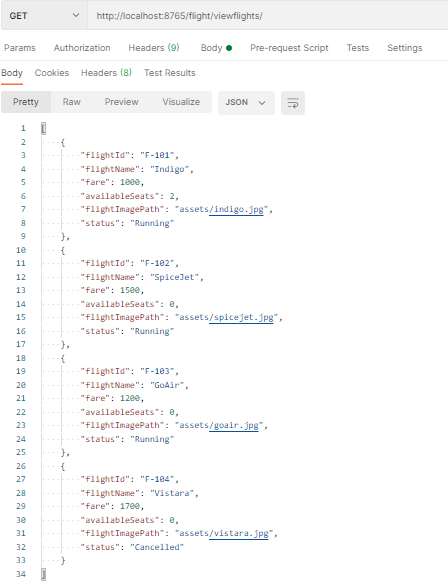 GET http://localhost:8765/flight/viewflights/
Params Authorization Headers (9) Body Pre-request Script Tests Settings
Body Cookies Headers (8) Test Results
Pretty Raw Preview Visualize JSON
1 [
2 {
3 "flightId": "F-101",
4 "flightName": "Indigo",
5 "fare": 1000,
6 "availableSeats": 2,
7 "flightImagePath": "assets/indigo.jpg",
8 "status": "Running"
9 },
10 {
11 "flightId": "F-102",
12 "flightName": "SpiceJet",
13 "fare": 1500,
14 "availableSeats": 0,
15 "flightImagePath": "assets/spicejet.jpg",
16 "status": "Running"
17 },
18 {
19 "flightId": "F-103",
20 "flightName": "GoAir",
21 "fare": 1200,
22 "availableSeats": 0,
23 "flightImagePath": "assets/goair.jpg",
24 "status": "Running"
25 },
26 {
27 "flightId": "F-104",
28 "flightName": "Vistara",
29 "fare": 1700,
30 "availableSeats": 0,
31 "flightImagePath": "assets/vistara.jpg",
32 "status": "Cancelled"
33 }
34 ]